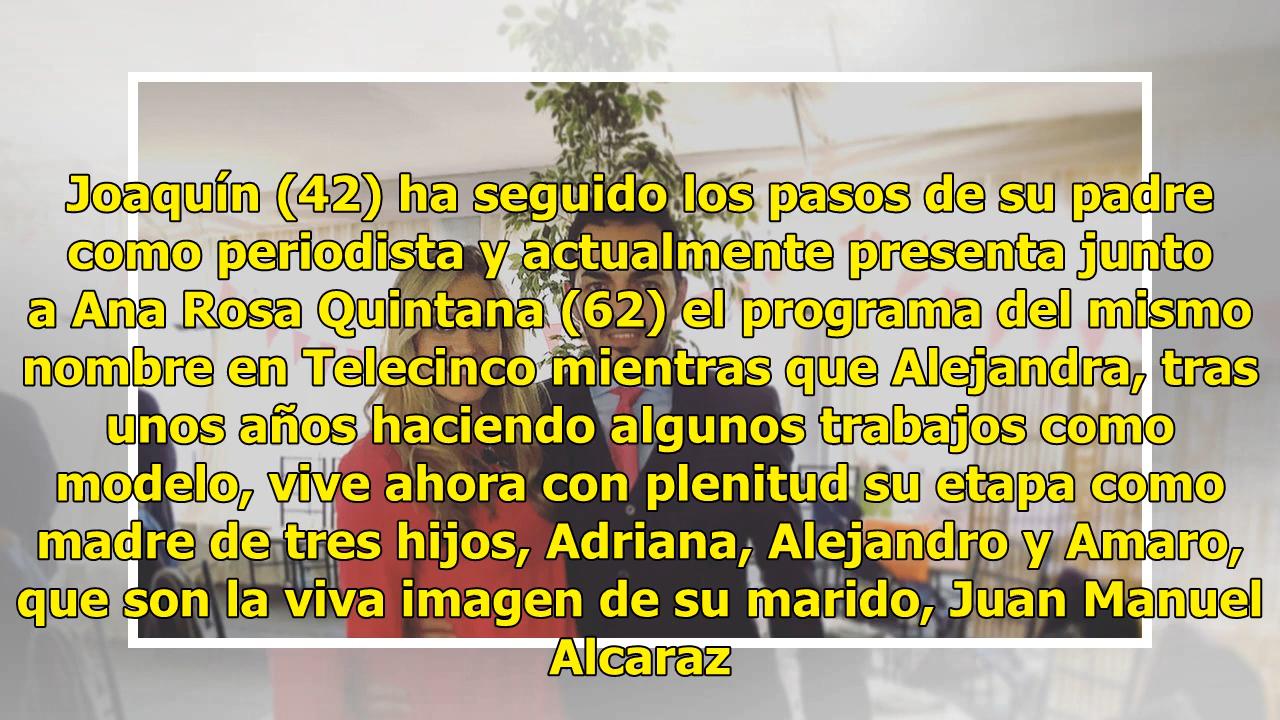 Joaquín (42) ha seguido los pasos de su padre
como periodista y actualmente presenta junto
a Ana Rosa Quintana (62) el programa del mismo
nombre en Telecinco mientras que Alejandra, tras
unos años haciendo algunos trabajos como
modelo, vive ahora con plenitud su etapa como
madre de tres hijos, Adriana, Alejandro y Amaro,
que son la viva imagen de su marido, Juan Manuel
Alcaraz